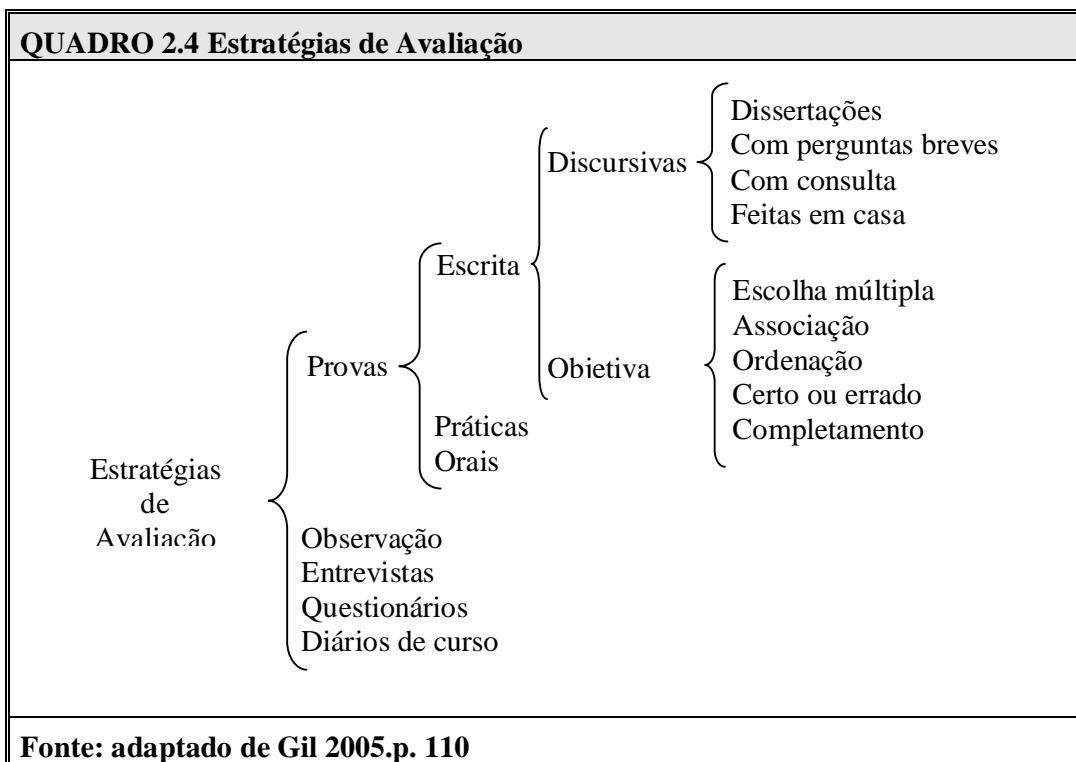 QUADRO 2.4 Estratégias de Avaliação
Dissertações
Com perguntas breves
Discursivas
Com consulta
Feitas em casa
Escrita
Escolha múltipla
Associação
Provas
Obietiva
Ordenação
Certo ou errado
Completamento
Práticas
Orais
Estratégias
de
Avaliação
Observação
Entrevistas
Questionários
Diários de curso
Fonte: adaptado de Gil 2005.p. 110